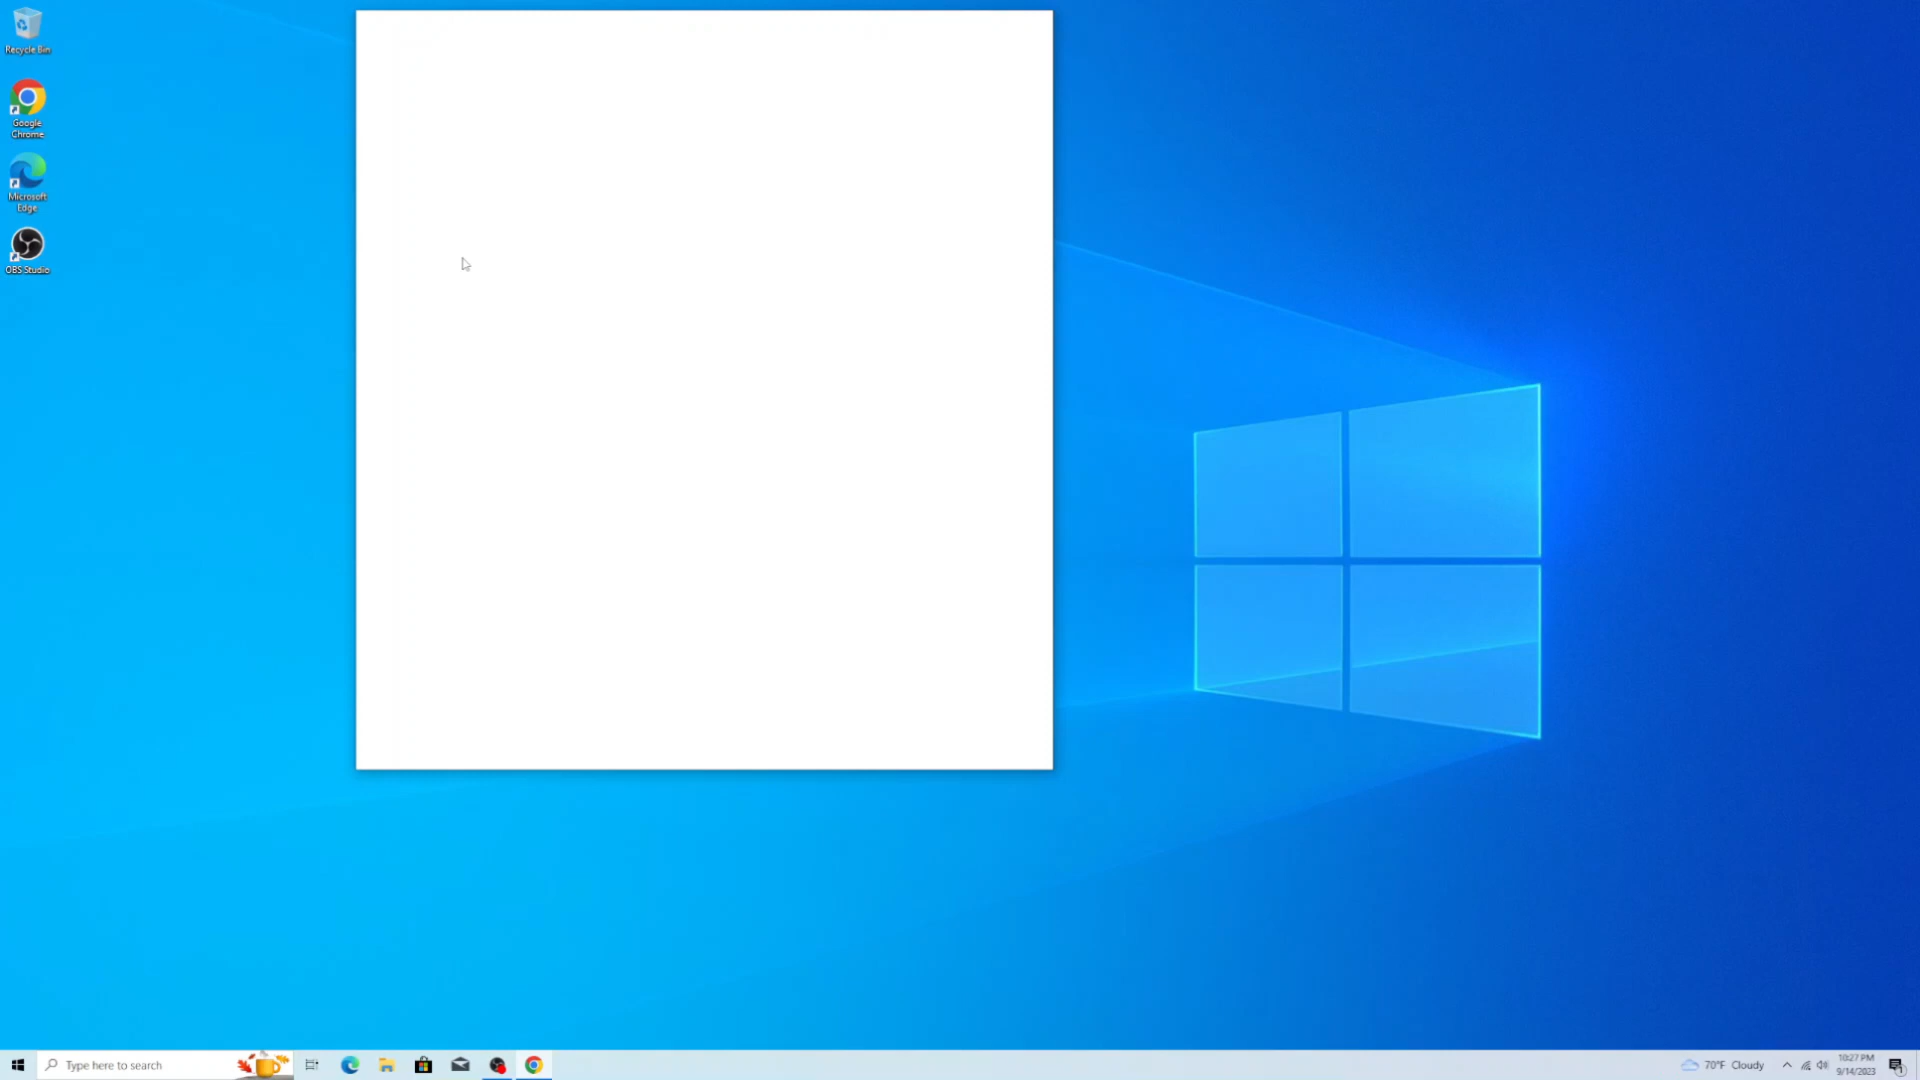 Recycle Bin
Google
Chrome
Microsoft
Edge
OBS Studio
Type here to search
70°F Cloudy
10:27 PM
9/14/2023
1